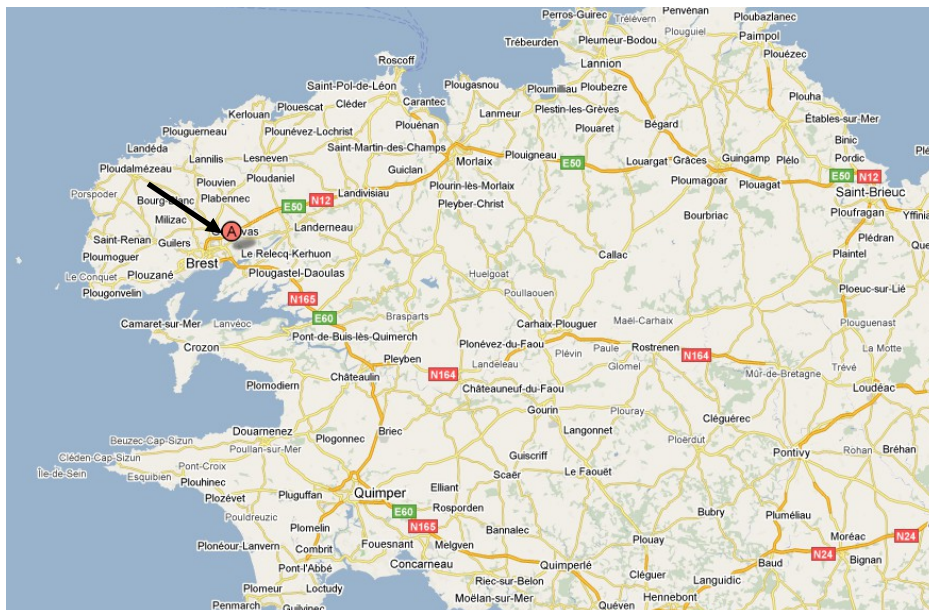 Perros-Guirec
Trélévern
Penvénan
Ploubazlanec
Trébeurden
Pleumeur-Bodou
Plouguiel
Paimpol
Lannion
Plouézec
Roscoff
Saint-Pol-de-Léon
Plougasnou
Ploumilliau
Ploubezre
Plouha
Plouescat
Cléder
Carantec
Lanmeur
Plestin-les-Grèves
Étables-sur-Mer
Kerlouan
Plouénan
Plouaret
Bégard
Binic
Plouguerneau
Plounévez-Lochrist
Landéda
Saint-Martin-des-Champs
Pordic
Lannilis
Lesneven
Morlaix
Plouigneau
E50
Louargat
Grâces
Guingamp
Plélo
Ploudalmézeau
Guiclan
Ploumagoar
Plouagat
E50
N12
Plouvien
Ploudaniel
Plourin-lès-Morlaix
Saint-Brieuc
Porspoder
Bourg-Blanc
Plabennec
N12
Landivisiau
Pleyber-Christ
E50
Ploufragan
Milizac
Bourbriac
Yffinia
A
Landerneau
Saint-Renan
Guilers
Plédran
Ploumoguer
Le Relecq-Kerhuon
Callac
Plaintel
Brest
Le Conquet
Plouzané
Plougastel-Daoulas
Huelgoat
Plougonvelin
Poullaouen
Ploeuc-sur-Lié
N165
Camaret-sur-Mer
Lanvéoc
E60
Brasparts
Maël-Carhaix
Plouguenast
Pont-de-Buis-lès-Quimerch
Carhaix-Plouguer
Crozon
Plonévez-du-Faou
Paule
Rostrenen
La Motte
Pleyben
Plévin
N164
Landeleau
Glomel
Trévé
Châteaulin
N164
Mûr-de-Bretagne
Plomodiern
Châteauneuf-du-Faou
Loudéac
Gourin
Plouray
Cléguérec
Douarnenez
Briec
Langonnet
Beuzec-Cap-Sizun
Plogonnec
Ploërdut
Poullan-sur-Mer
Bréhan
Cléden-Cap-Sizun
Guiscriff
Pontivy
Rohan
Île-de-Sein
Pont-Croix
Le Faouët
Esquibien
Scaër
Plouhinec
Elliant
Plozévet
Pluguffan
Quimper
Rosporden
Bubry
Pouldreuzic
E60
Pluméliau
Plomelin
N165
Bannalec
Moréac
N24
Plonéour-Lanvern
Combrit
Fouesnant
Melgven
Plouay
N24
Bignan
Pont-l'Abbé
Concarneau
Quimperlé
Baud
Plomeur
Loctudy
Riec-sur-Belon
Cléguer
Languidic
Penmarch
Guilvinec
Moëlan-sur-Mer
Hennebont
Camors